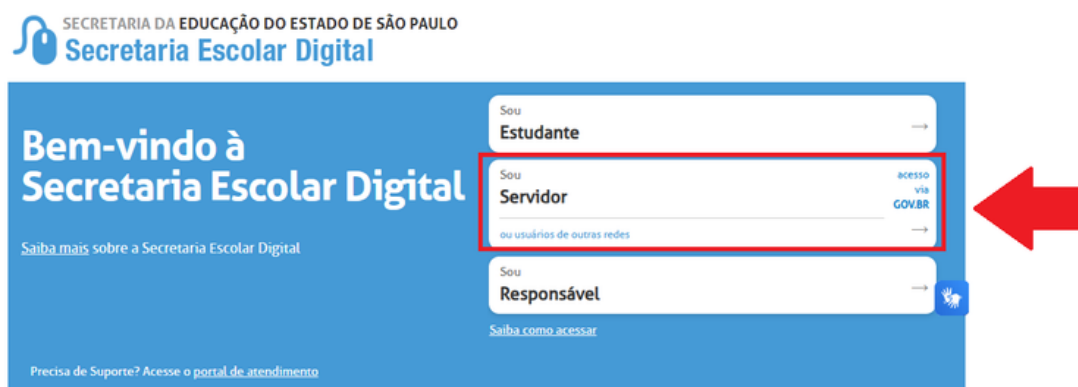 SECRETARIA DA EDUCAÇÃO DO ESTADO DE SÃO PAULO
Secretaria Escolar Digital
Bem-vindo à
Secretaria Escolar Digital
Saiba mais sobre a Secretaria Escolar Digital
Sou
Estudante
Sou
Servidor
acesso
via
GOV.BR
ou usuários de outras redes
Sou
Responsável
Saiba como acessar
Precisa de Suporte? Acesse o portal de atendimento